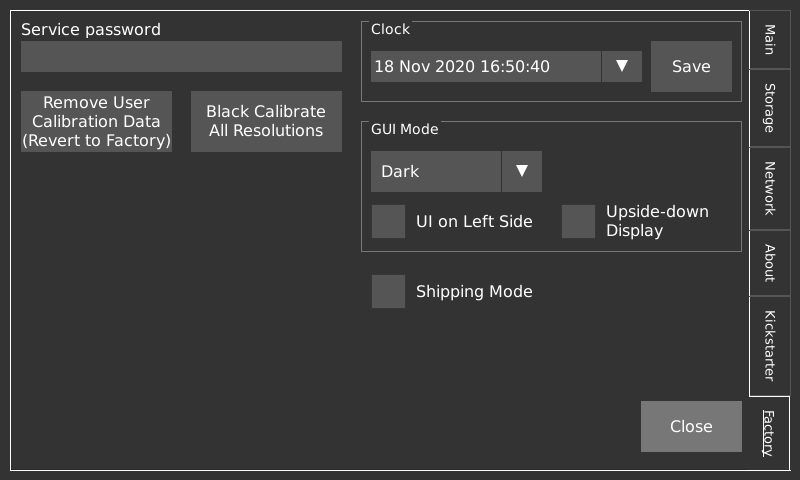 Service password
Remove User
Calibration Data
(Revert to Factory)
Black Calibrate
All Resolutions
Clock
18 Nov 2020 16:50:40
Save
GUI Mode
Dark
UI on Left Side
Upside-down
Display
Shipping Mode
Close
Main
Storage
Network
About
Kickstarter
Factory